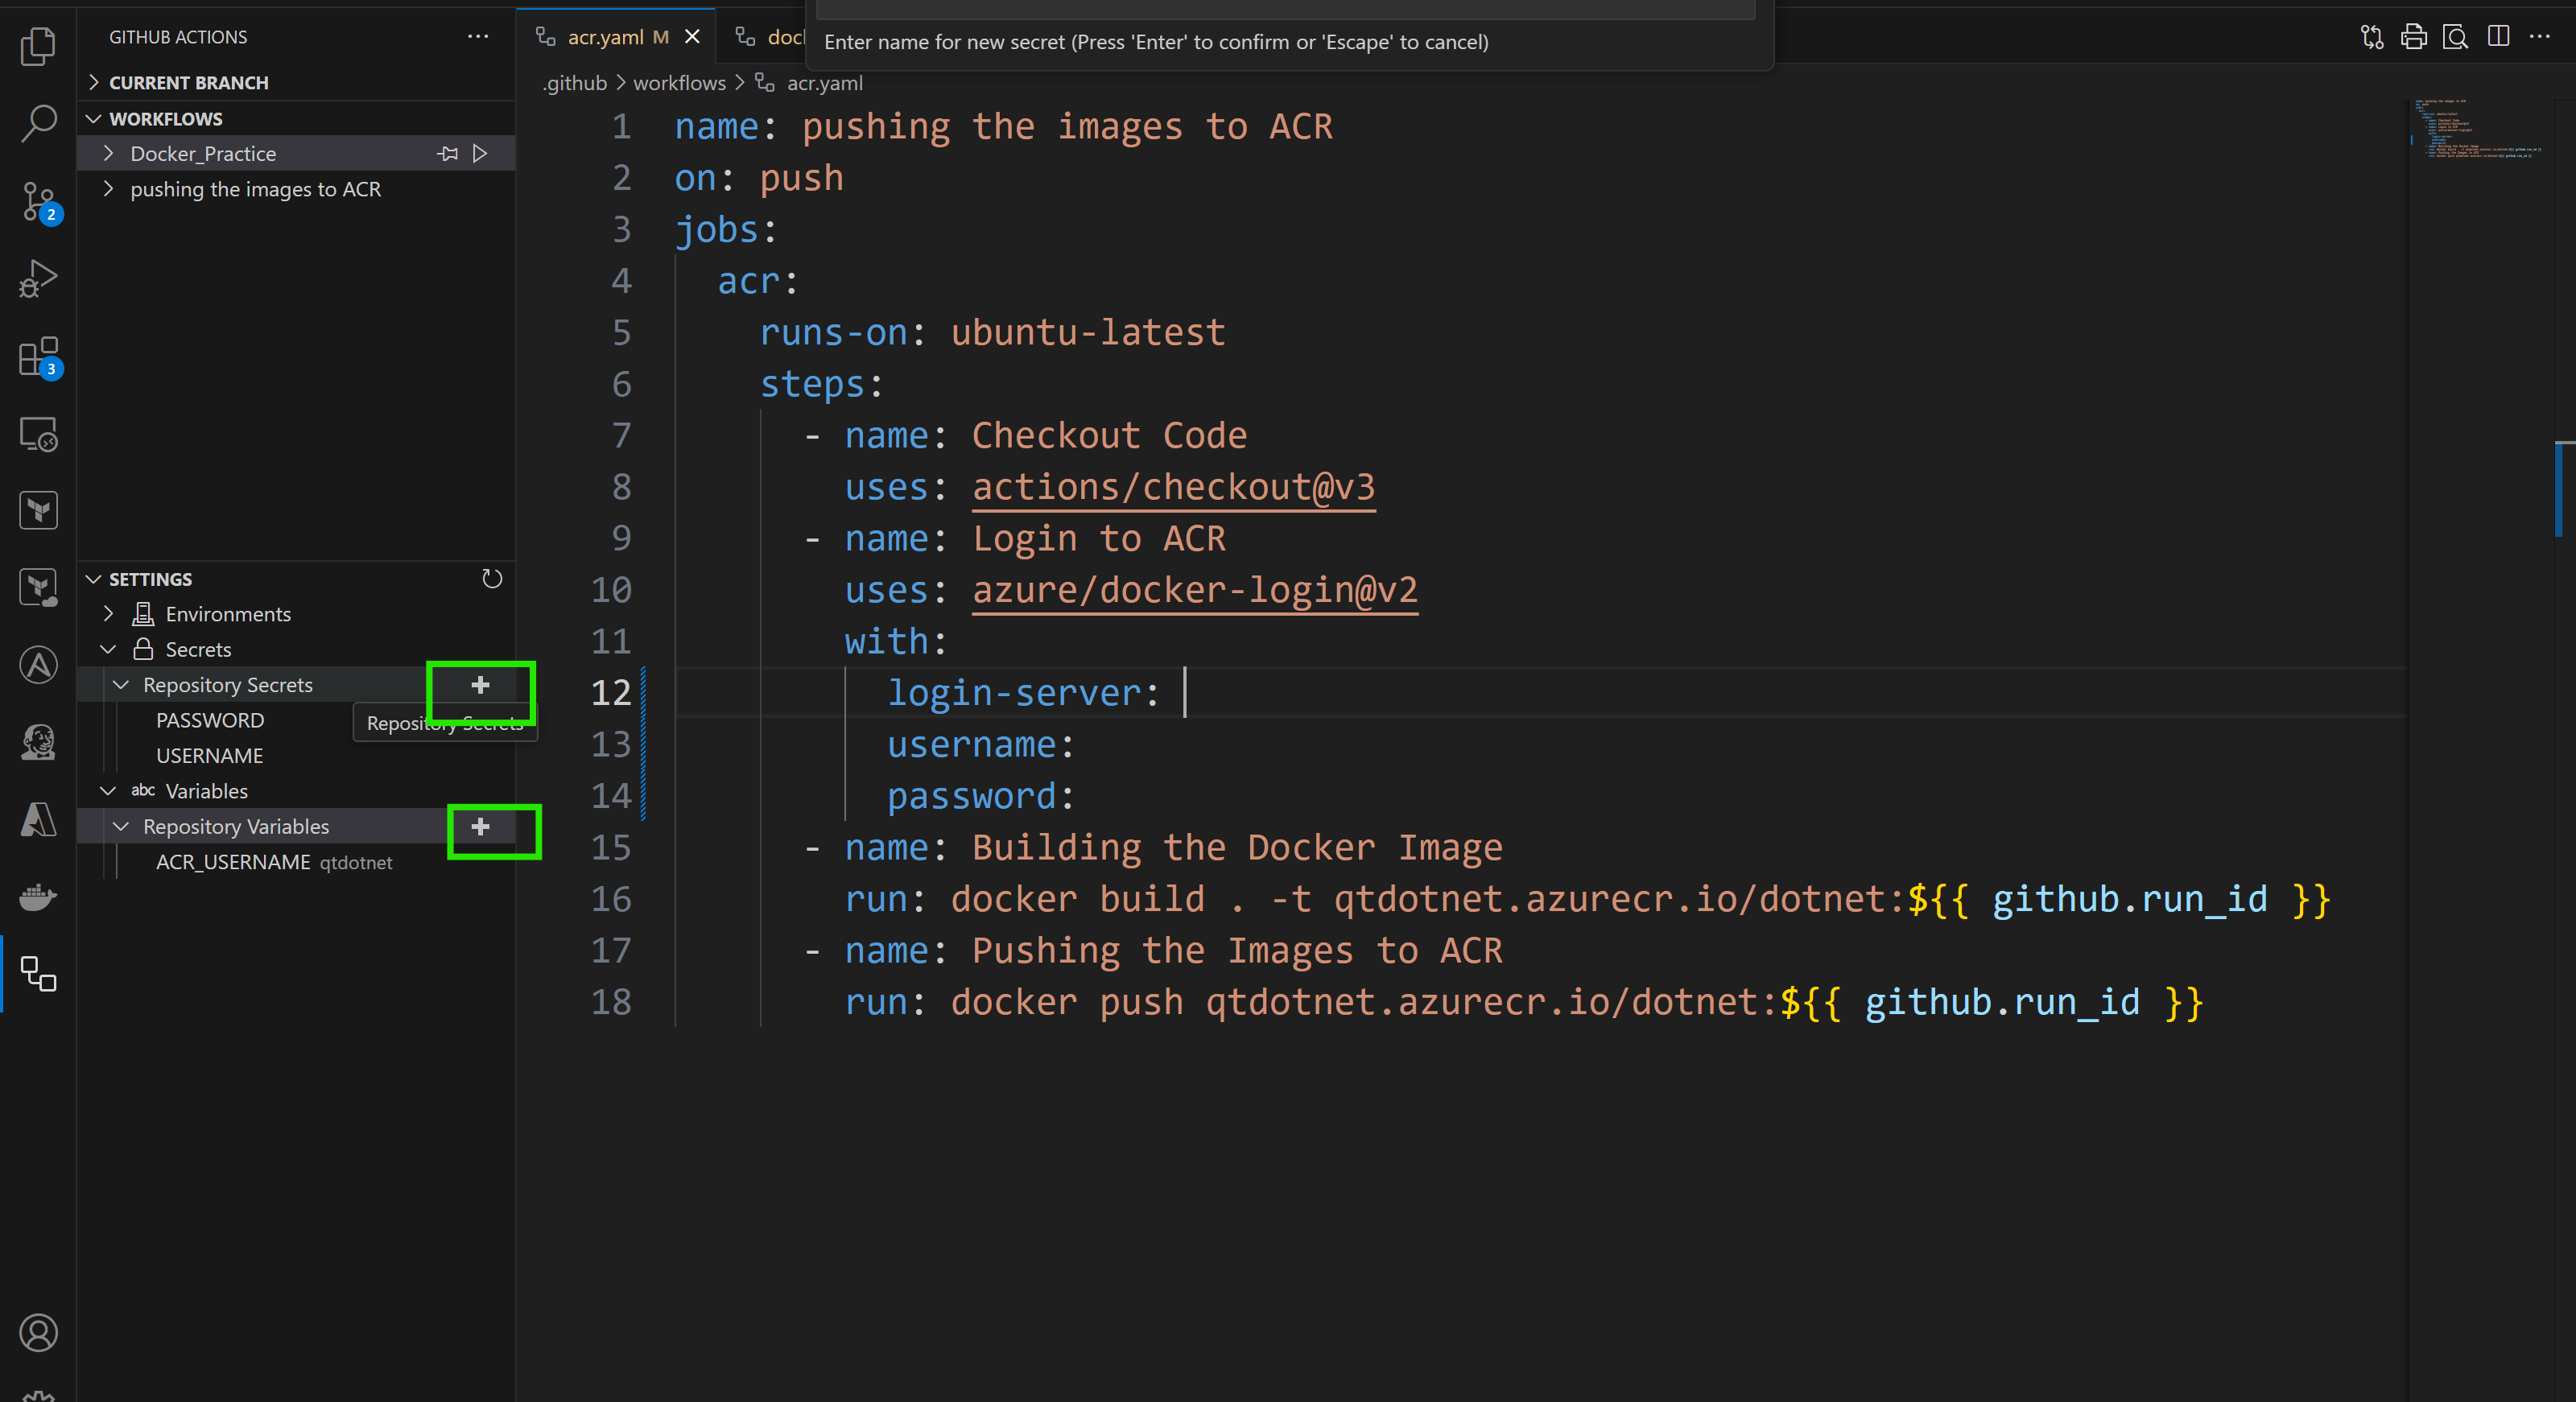 GITHUB ACTIONS
CURRENT BRANCH
WORKFLOWS
Docker_Practice
pushing the images to ACR
SETTINGS
Environments
Secrets
Repository Secrets
PASSWORD
Repository Secrets
USERNAME
abc Variables
Repository Variables
ACR_USERNAME qtdotnet
2
3
acr.yaml M
Enter name for new secret (Press 'Enter' to confirm or 'Escape' to cancel)
.github > workflows > acr.yaml
1 name: pushing the images to ACR
2 on: push
3 jobs:
4 acr:
5 runs-on: ubuntu-latest
6 steps:
7 - name: Checkout Code
8 uses: actions/checkout@v3
9 - name: Login to ACR
10 uses: azure/docker-login@v2
11 with:
12 login-server:
13 username:
14 password:
15 - name: Building the Docker Image
16 run: docker build . -t qtdotnet.azurecr.io/dotnet:${{ github.run_id }}
17 - name: Pushing the Images to ACR
18 run: docker push qtdotnet.azurecr.io/dotnet:${{ github.run_id }}